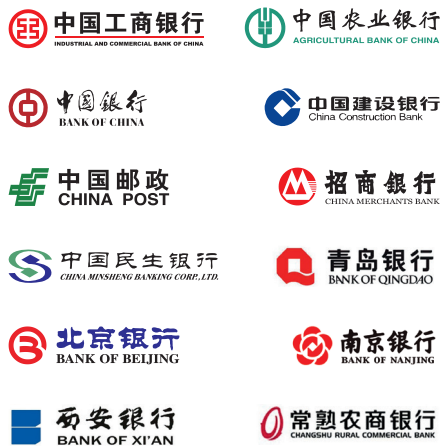 中国工商银行
INDUSTRIAL AND COMMERCIAL BANK OF CHINA
中国农业银行
AGRICULTURAL BANK OF CHINA
中国銀行
BANK OF CHINA
中国建设银行
China Construction Bank
中国邮政
CHINA POST
招商银行
CHINA MERCHANTS BANK
中国民生银行
CHINA MINSHENG BANKING CORP., LTD.
青岛银行
BANK OF QINGDAO
北京银行
BANK OF BEIJING
南京银行
BANK OF NANJING
西安银行
BANK OF XI'AN
常熟农商银行
CHANGSHU RURAL COMMERCIAL BANK